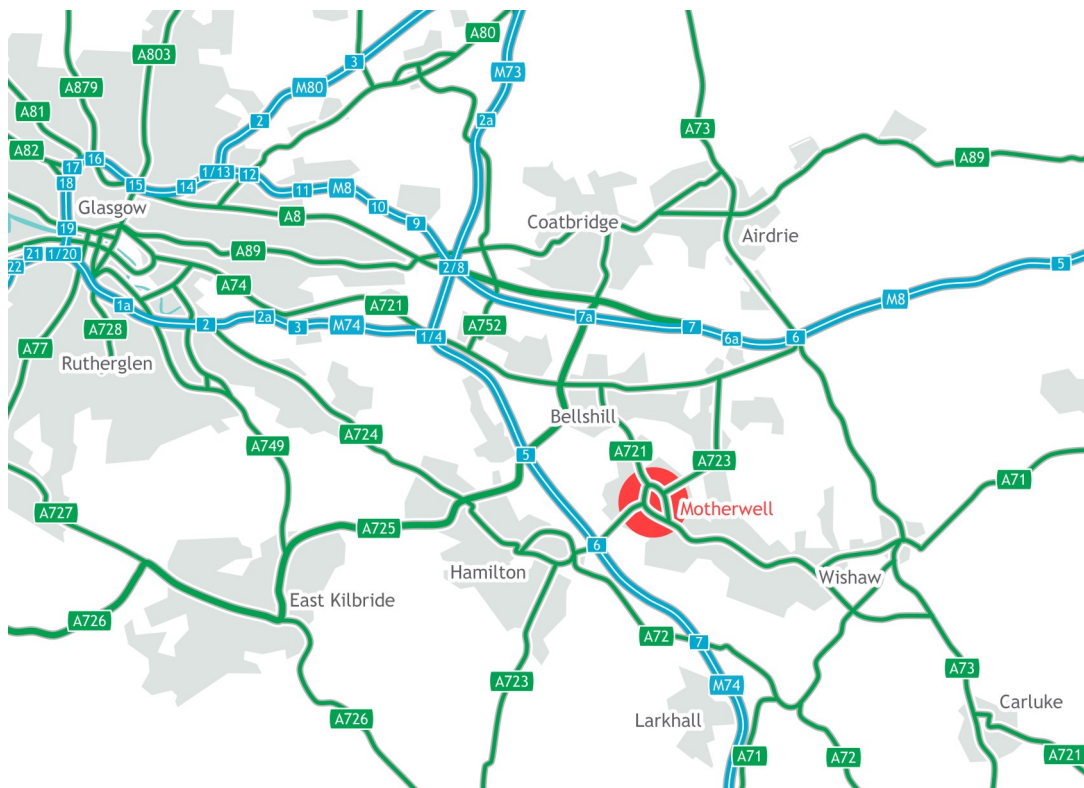 A803
A80
A879
3
M73
M80
A81
2a
2
A73
A82
16
17
1/13
12
A89
18
15
14
11
M8
10
Glasgow
A8
9
Coatbridge
19
Airdrie
21
1/20
A89
22
2/8
5
A74
M8
1a
A721
2a
7a
A728
2
3
M74
1/4
A752
7
6a
6
A77
Rutherglen
Bellshill
A724
A749
5
A721
A723
A71
Motherwell
A727
A725
6
Hamilton
Wishaw
East Kilbride
A726
A72
7
A73
A723
M74
Carluke
A726
Larkhall
A71
A72
A721